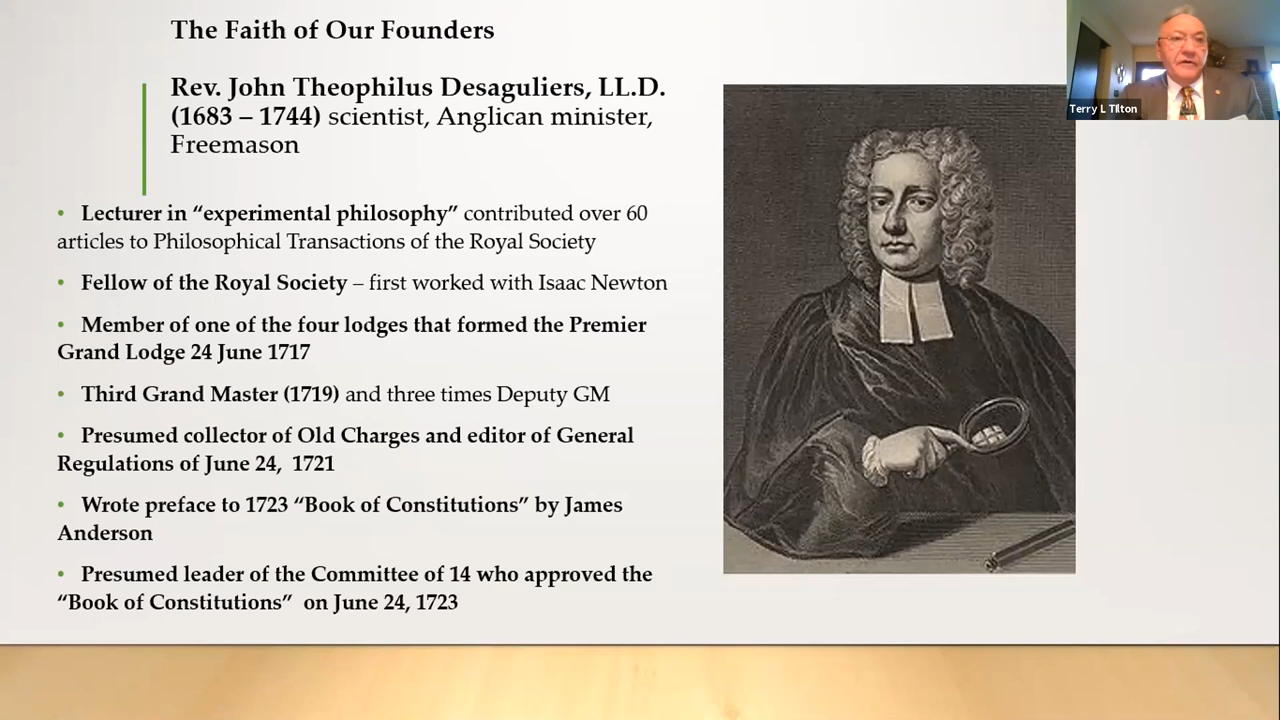 The Faith of Our Founders
Rev. John Theophilus Desaguliers, LL.D.
(1683 – 1744) scientist, Anglican minister,
Freemason
Terry L Tilton
• Lecturer in “experimental philosophy” contributed over 60
articles to Philosophical Transactions of the Royal Society
• Fellow of the Royal Society – first worked with Isaac Newton
• Member of one of the four lodges that formed the Premier
Grand Lodge 24 June 1717
• Third Grand Master (1719) and three times Deputy GM
• Presumed collector of Old Charges and editor of General
Regulations of June 24, 1721
• Wrote preface to 1723 “Book of Constitutions” by James
Anderson
• Presumed leader of the Committee of 14 who approved the
“Book of Constitutions” on June 24, 1723